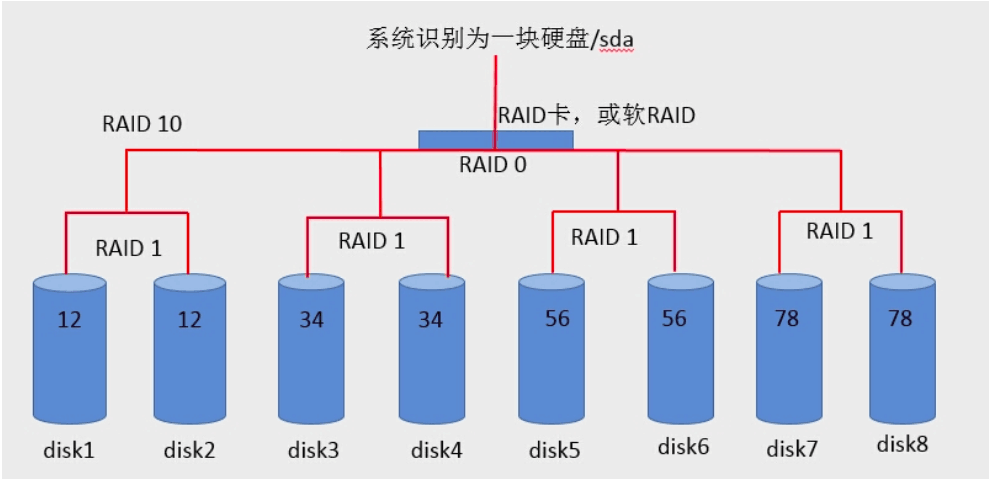 系统识别为一块硬盘/sda
RAID卡，或软RAID
RAID 10
RAID 0
RAID 1
RAID 1
RAID 1
RAID 1
12
12
34
34
56
56
78
78
disk1
disk2
disk3
disk4
disk5
disk6
disk7
disk8